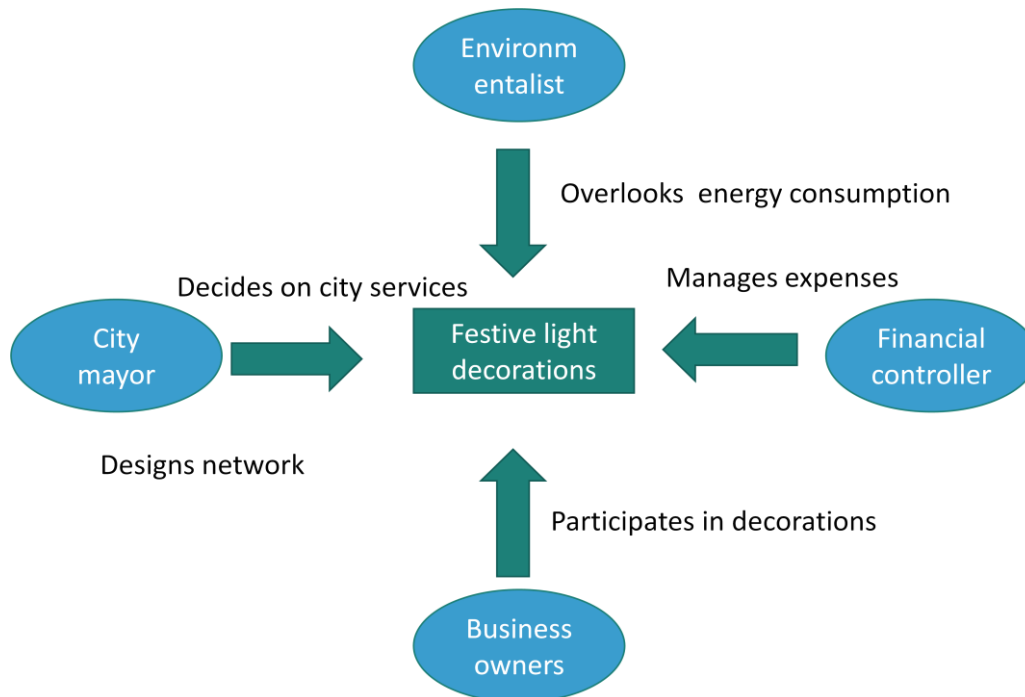 Environm
entalist
Overlooks  energy consumption
Decides on city services
Manages expenses
City
mayor
Festive light
decorations
Financial
controller
Designs network
Participates in decorations
Business
owners